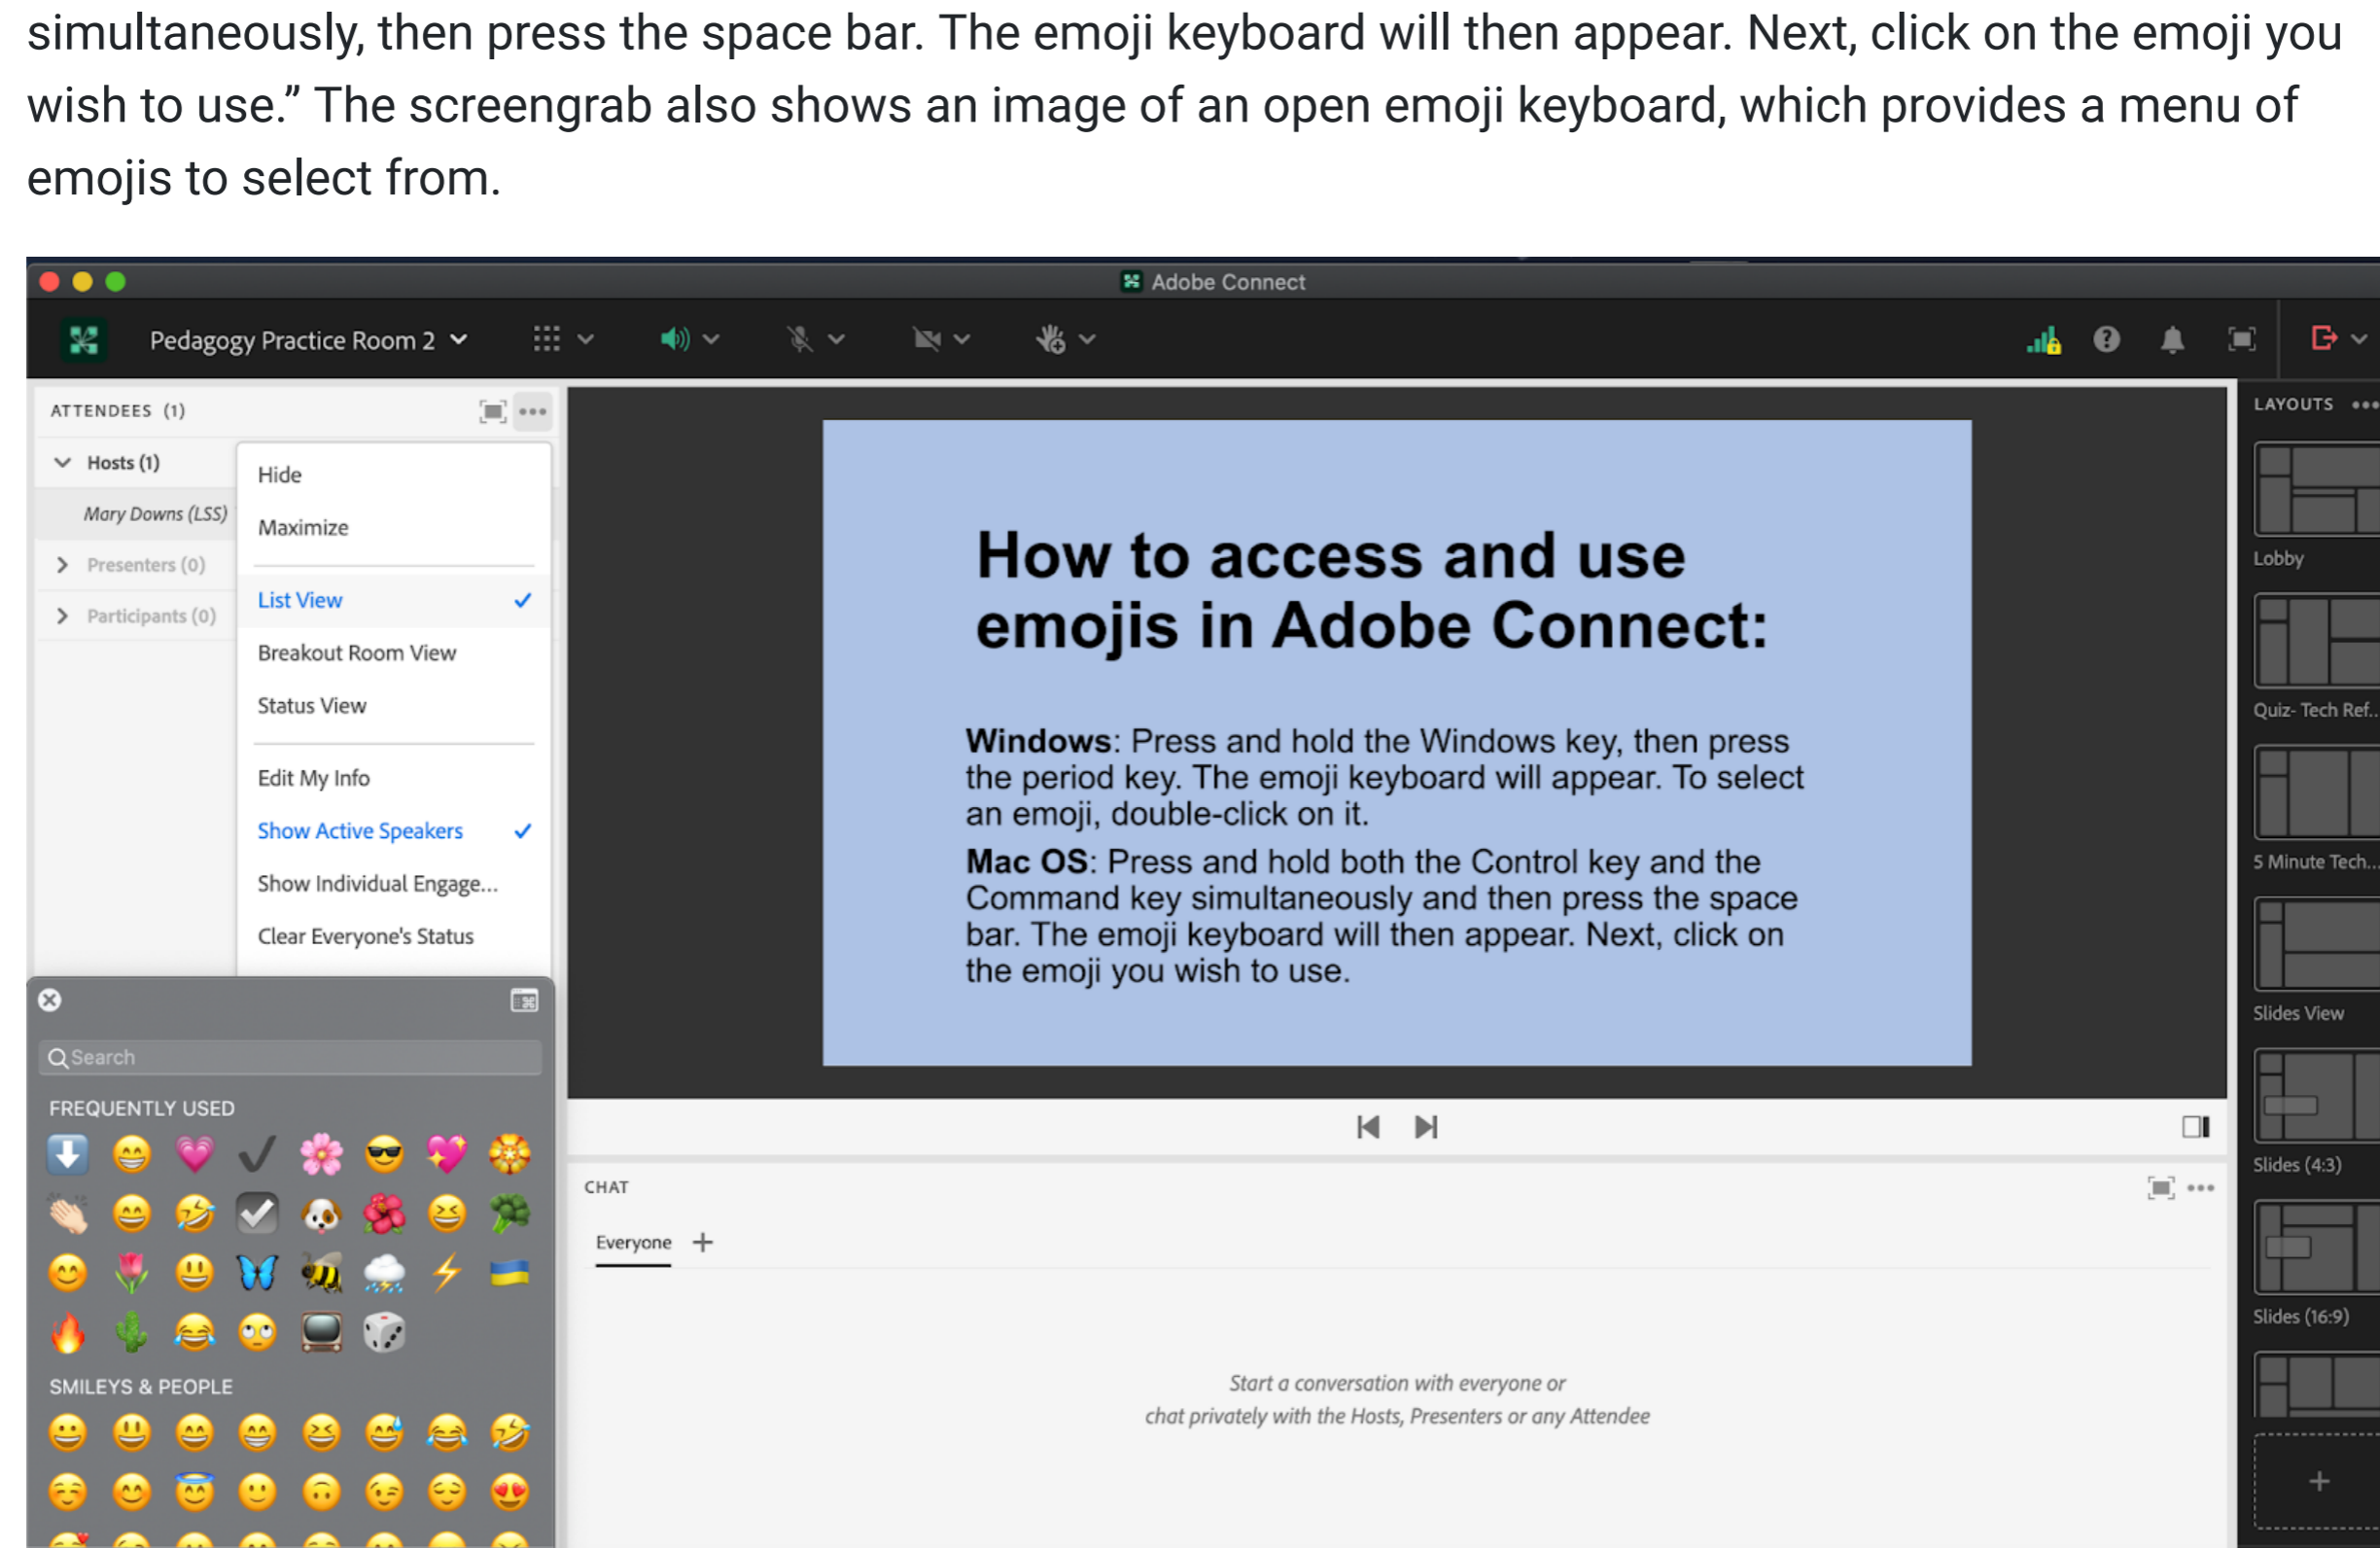 simultaneously, then press the space bar. The emoji keyboard will then appear. Next, click on the emoji you
wish to use.” The screengrab also shows an image of an open emoji keyboard, which provides a menu of
emojis to select from.
Adobe Connect
Pedagogy Practice Room 2
ATTENDEES (1)
Hosts (1)
Mary Downs (LSS)
Presenters (0)
Participants (0)
Hide
Maximize
List View
Breakout Room View
Status View
Edit My Info
Show Active Speakers
Show Individual Engage...
Clear Everyone's Status
Search
FREQUENTLY USED
SMILEYS & PEOPLE
How to access and use
emojis in Adobe Connect:
Windows: Press and hold the Windows key, then press
the period key. The emoji keyboard will appear. To select
an emoji, double-click on it.
Mac OS: Press and hold both the Control key and the
Command key simultaneously and then press the space
bar. The emoji keyboard will then appear. Next, click on
the emoji you wish to use.
CHAT
Everyone
Start a conversation with everyone or
chat privately with the Hosts, Presenters or any Attendee
LAYOUTS
Lobby
Quiz- Tech Ref...
5 Minute Tech...
Slides View
Slides (4:3)
Slides (16:9)